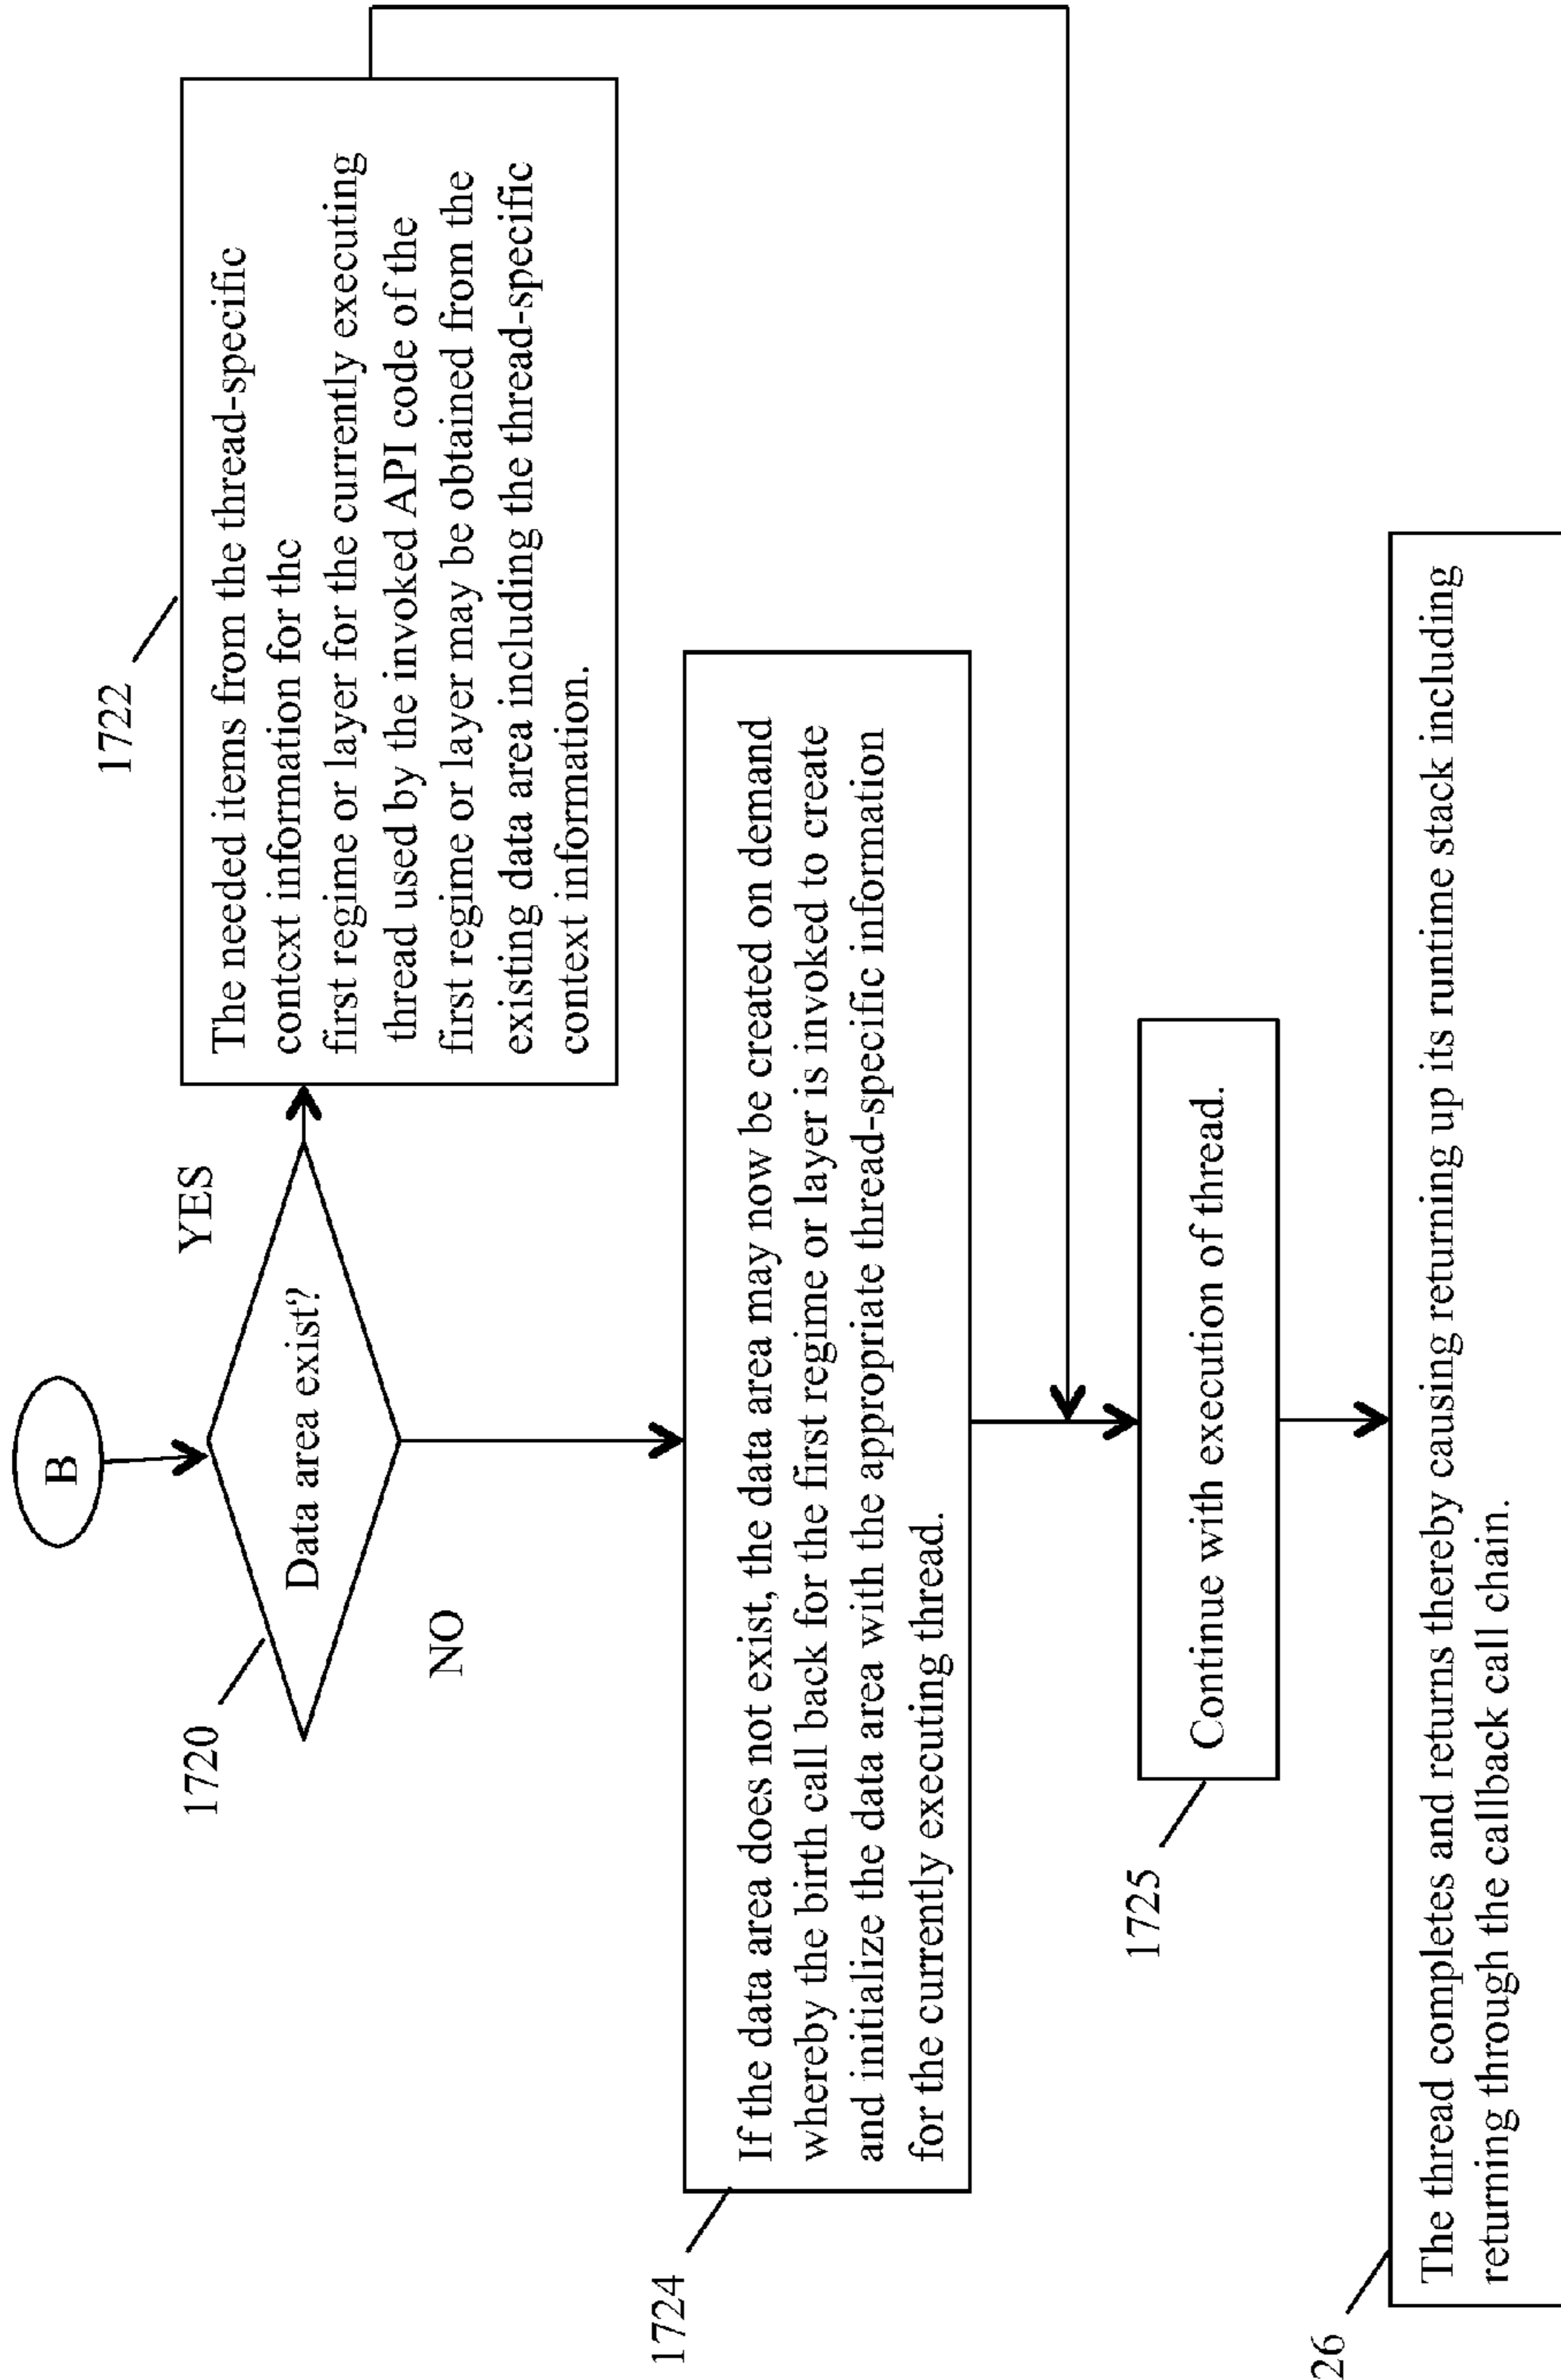 B
Data area exist?
1720
YES
NO
1722
The needed items from the thread-specific
context information for the
first regime or layer for the currently executing
thread used by the invoked API code of the
first regime or layer may be obtained from the
existing data area including the thread-specific
context information.
1724
If the data area does not exist, the data area may now be created on demand
whereby the birth call back for the first regime or layer is invoked to create
and initialize the data area with the appropriate thread-specific information
for the currently executing thread.
1725
Continue with execution of thread.
26
The thread completes and returns thereby causing returning up its runtime stack including
returning through the callback call chain.